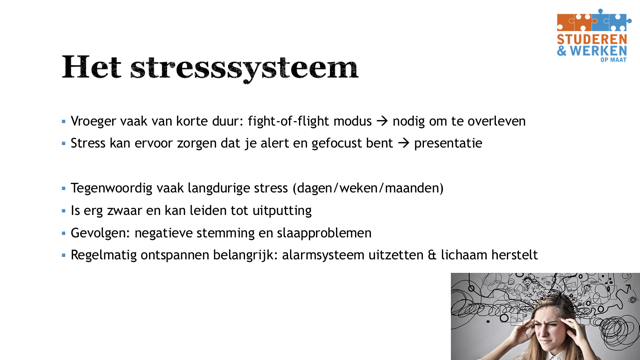 STUDEREN
& WERKEN
OP MAAT
Het stresssysteem
▪ Vroeger vaak van korte duur: fight-of-flight modus → nodig om te overleven
▪ Stress kan ervoor zorgen dat je alert en gefocust bent → presentatie
▪ Tegenwoordig vaak langdurige stress (dagen/weken/maanden)
▪ Is erg zwaar en kan leiden tot uitputting
▪ Gevolgen: negatieve stemming en slaapproblemen
▪ Regelmatig ontspannen belangrijk: alarmsysteem uitzetten & lichaam herstelt